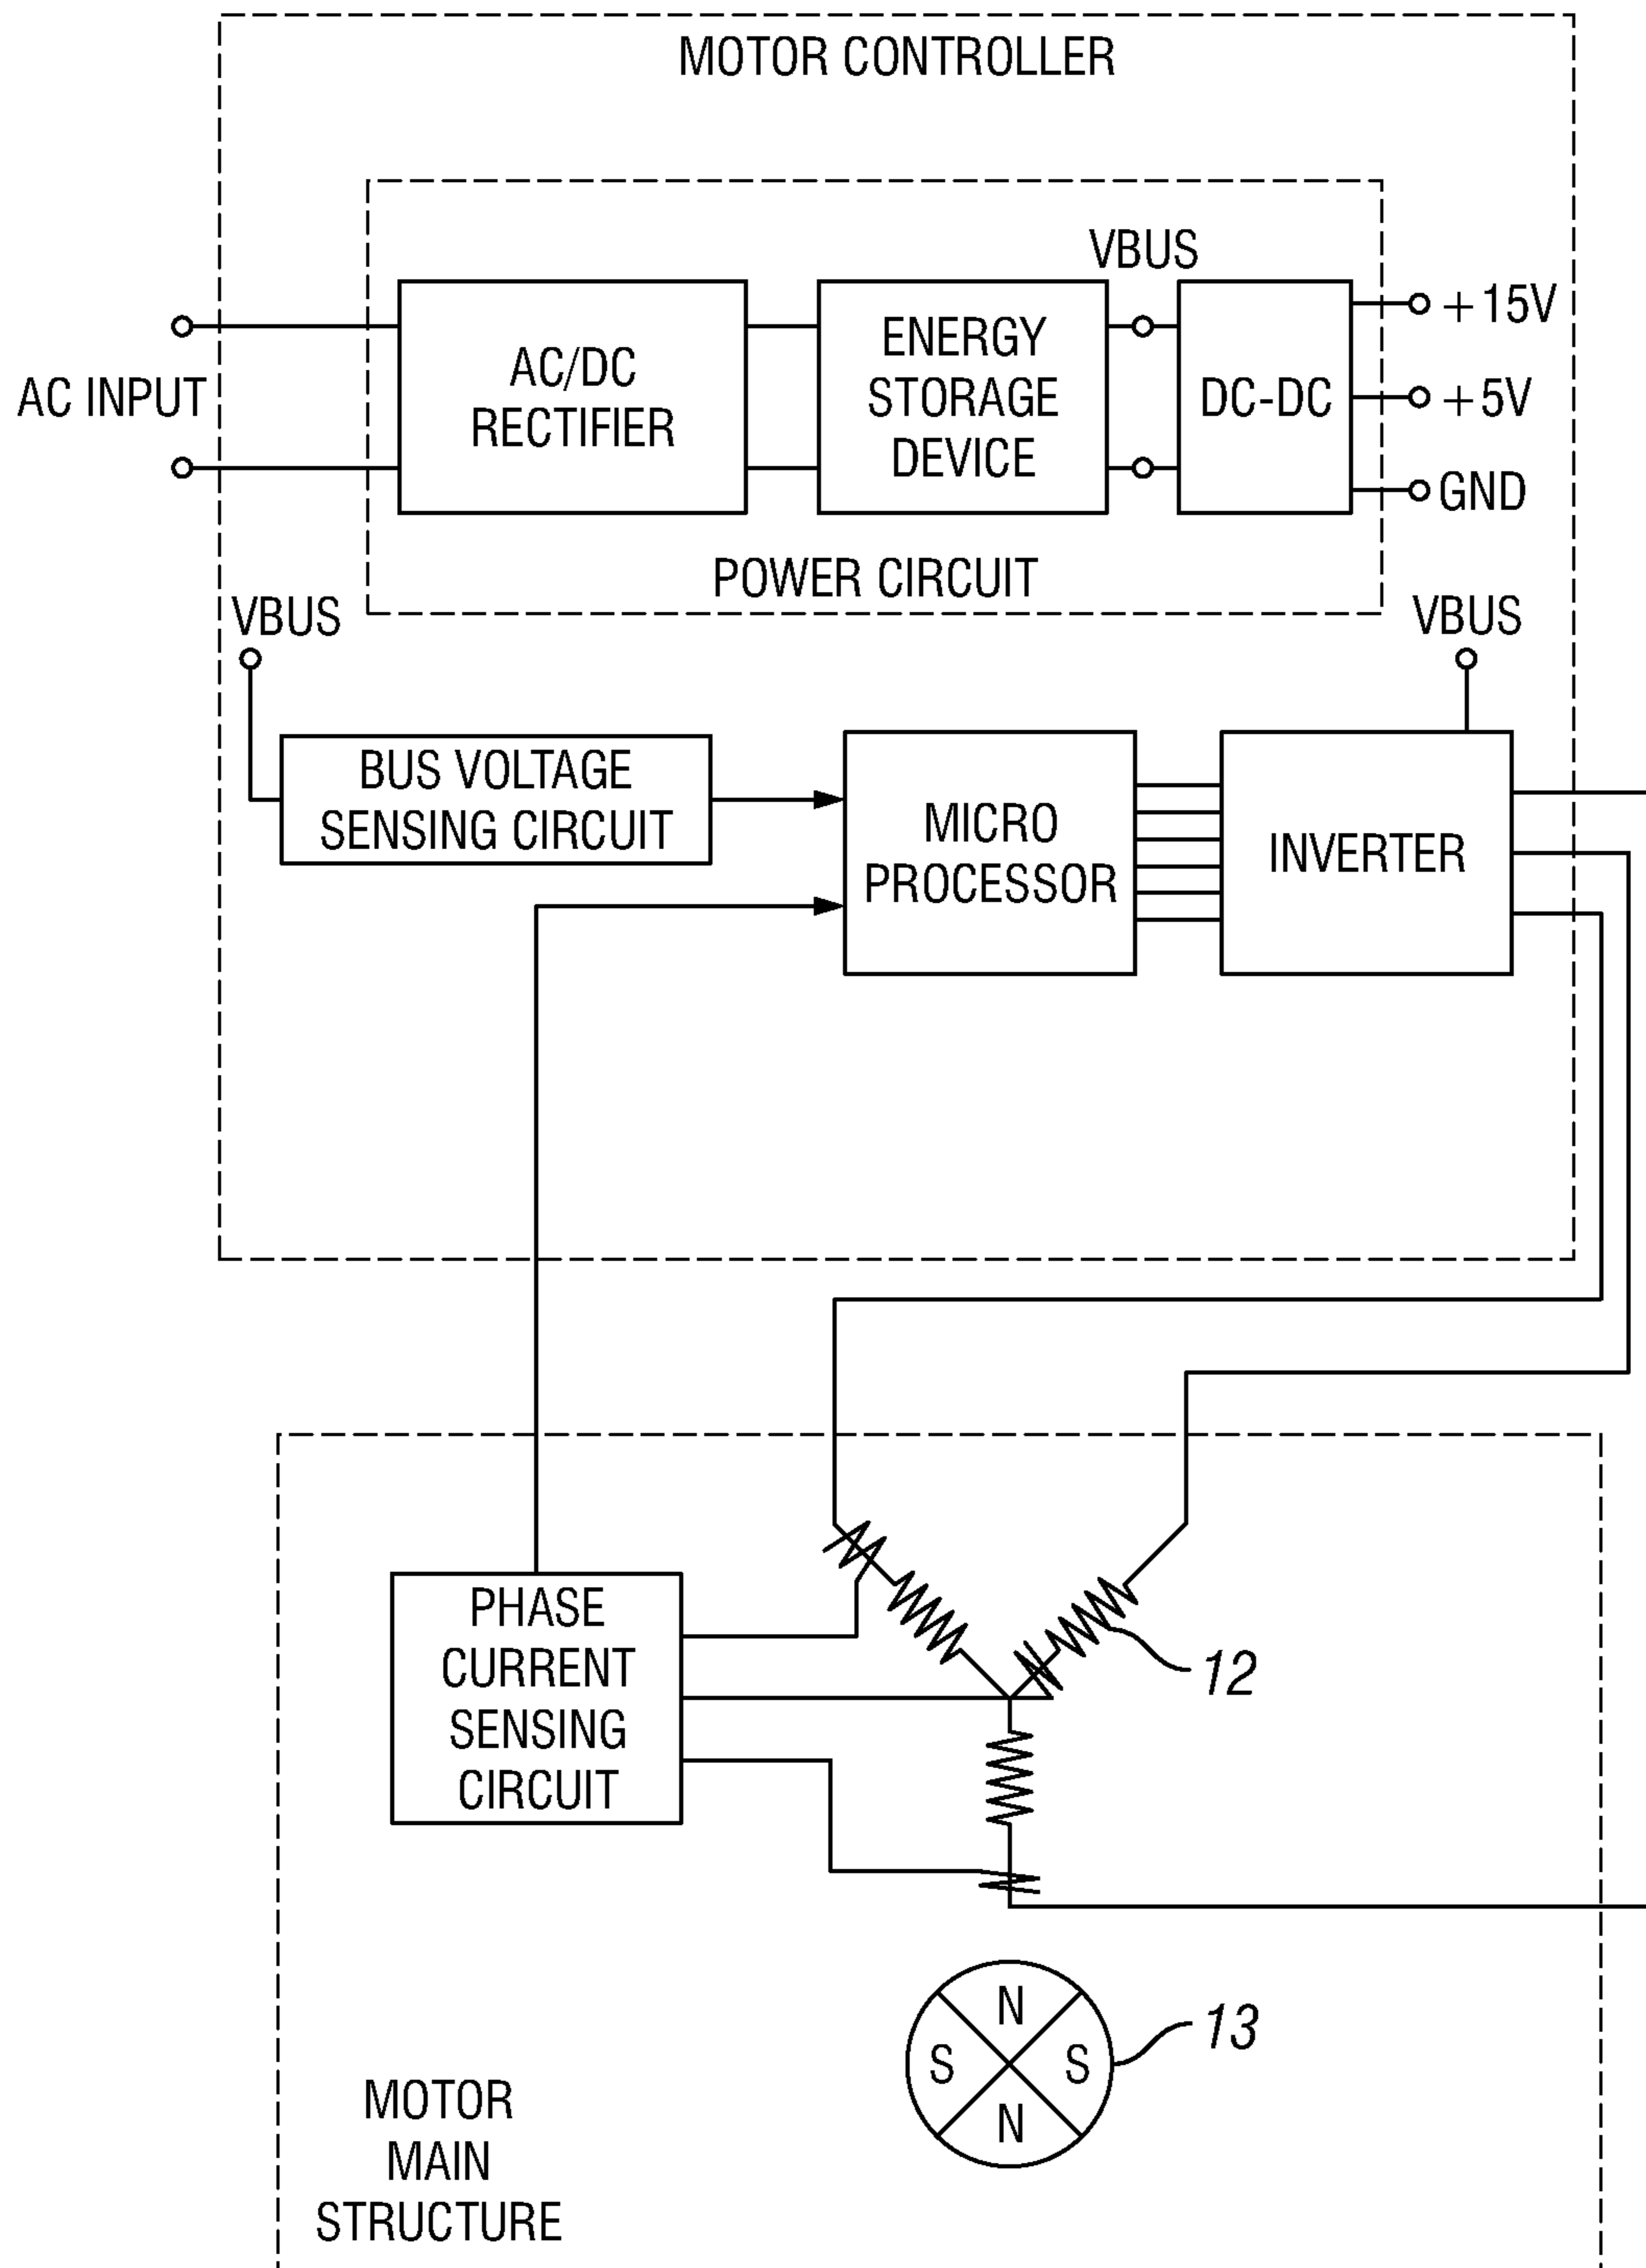 MOTOR CONTROLLER
VBUS
AC INPUT
AC/DC
RECTIFIER
ENERGY
STORAGE
DEVICE
DC-DC
+15V
+5V
GND
POWER CIRCUIT
VBUS
VBUS
BUS VOLTAGE
SENSING CIRCUIT
MICRO
PROCESSOR
INVERTER
PHASE
CURRENT
SENSING
CIRCUIT
12
N
S
S
N
13
MOTOR
MAIN
STRUCTURE